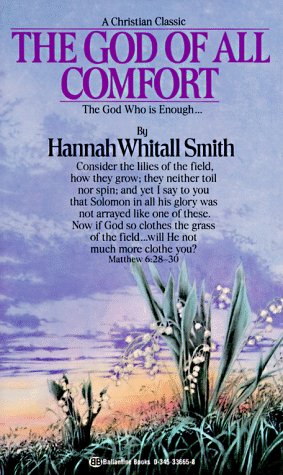 A Christian Classic
THE GOD OF ALL
COMFORT
The God Who is Enough...
By
Hannah Whitall Smith
Consider the lilies of the field,
how they grow; they neither toil
nor spin; and yet I say to you
that Solomon in all his glory was
not arrayed like one of these.
Now if God so clothes the grass
of the field...will He not
much more clothe you?
Matthew 6:28-30
BB Ballantine Books 0-345-33665-8